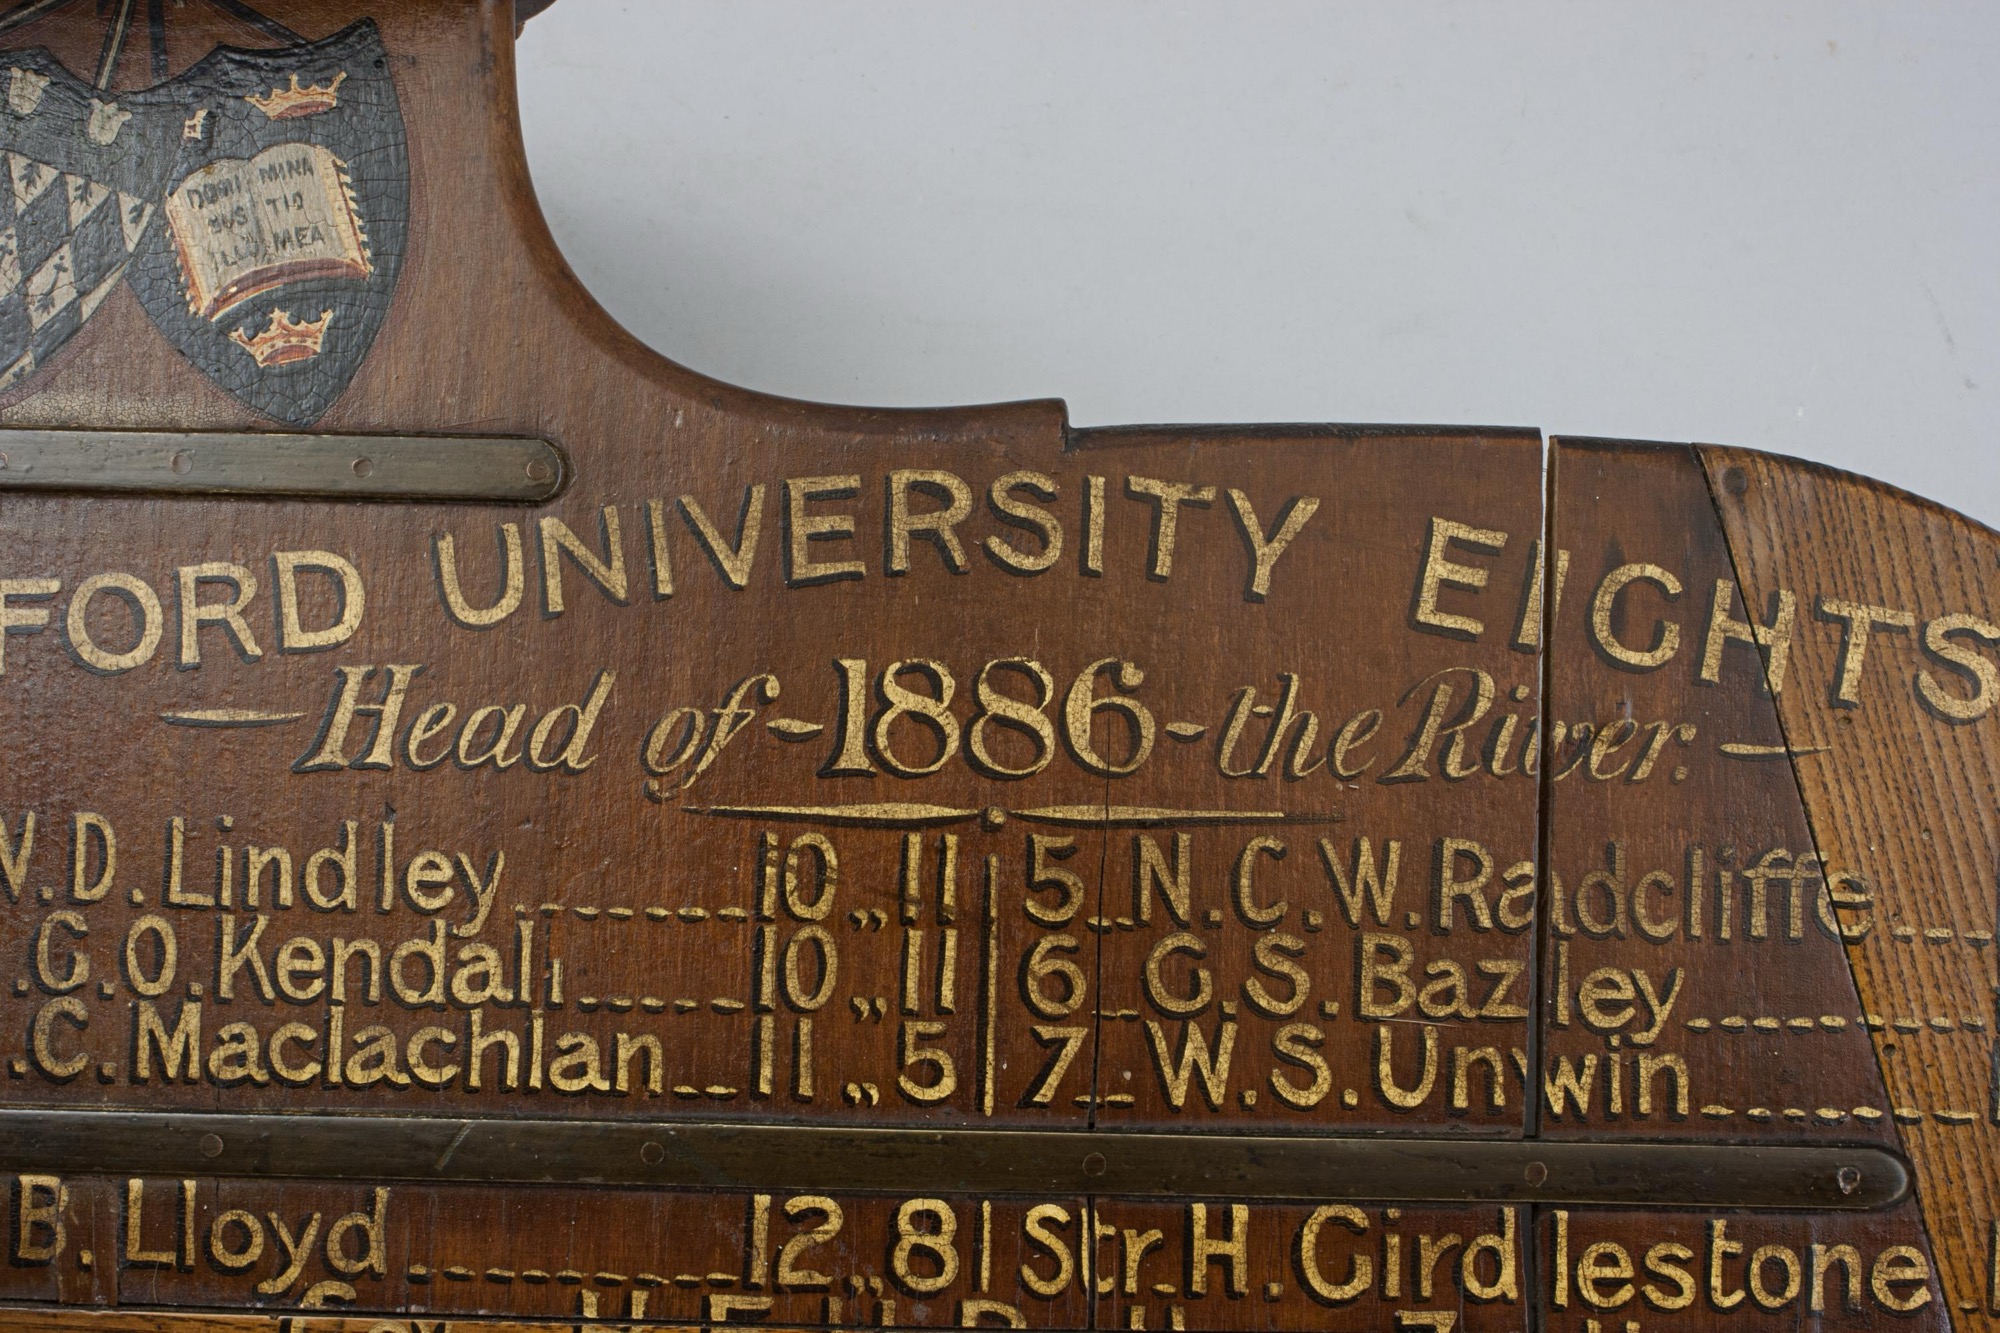 DOMI MINA
NUS TIO
ILLU MEA
FORD UNIVERSITY EIGHTS
Head of - 1886 - the River.
W.D. Lindley 10 ,, 11 5 N.C.W. Radcliffe
.G.O. Kendall 10 ,, 11 6 G.S. Bazley
.C. Maclachlan 11 ,, 5 7 W.S. Unwin
B. Lloyd 12 ,, 8 Str. H. Girdlestone